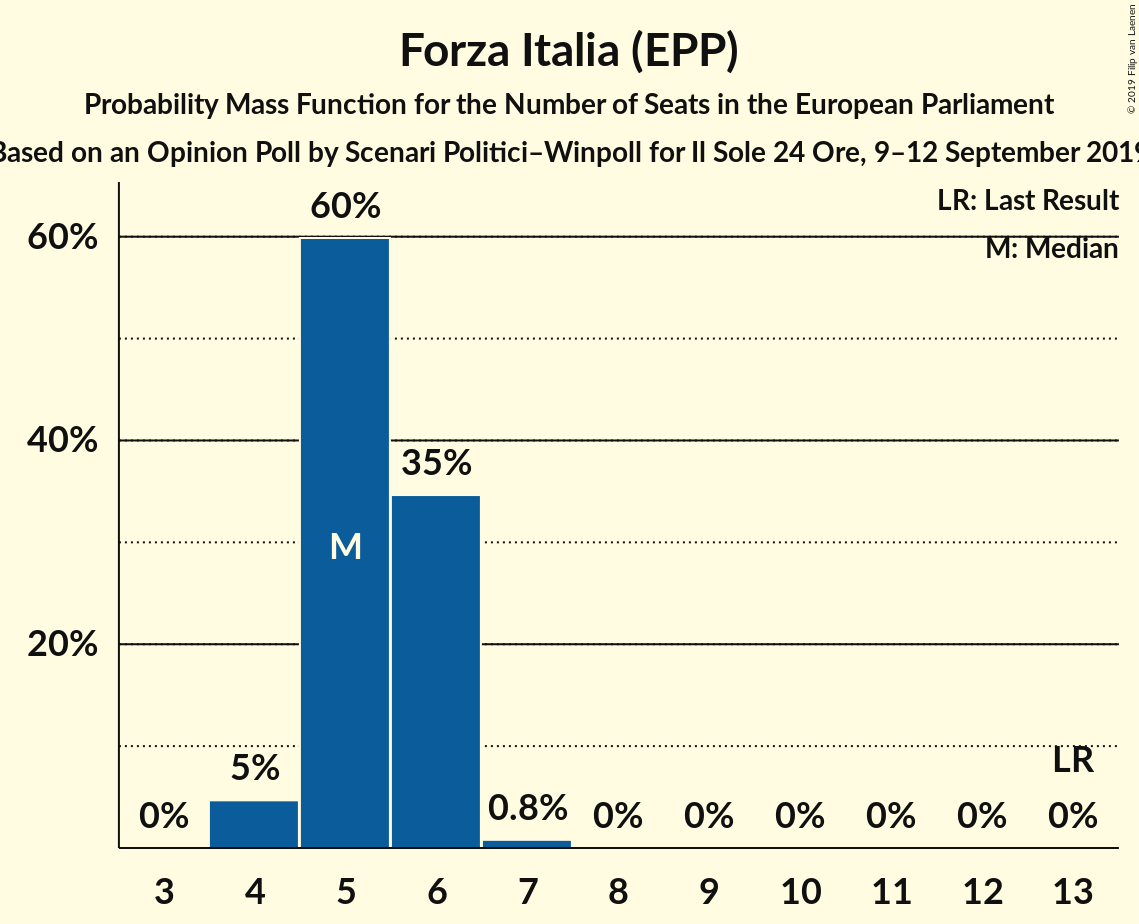 Forza Italia (EPP)
Probability Mass Function for the Number of Seats in the European Parliament
Based on an Opinion Poll by Scenari Politici–Winpoll for Il Sole 24 Ore, 9–12 September 2019
© 2019 Filip van Laenen
LR: Last Result
M: Median
60%
40%
20%
0%
5%
60%
M
35%
0.8%
0%
0%
0%
0%
0%
LR
0%
3 4 5 6 7 8 9 10 11 12 13